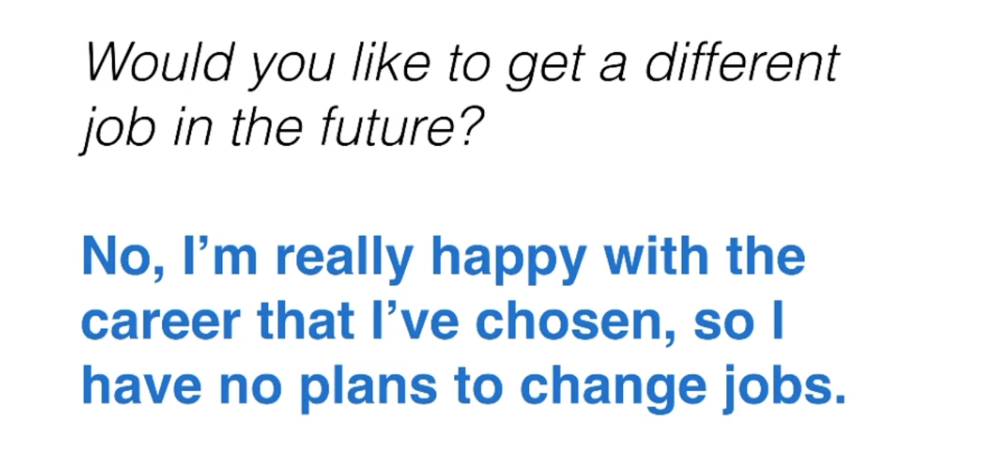 Would you like to get a different
job in the future?
No, I’m really happy with the
career that I’ve chosen, so I
have no plans to change jobs.